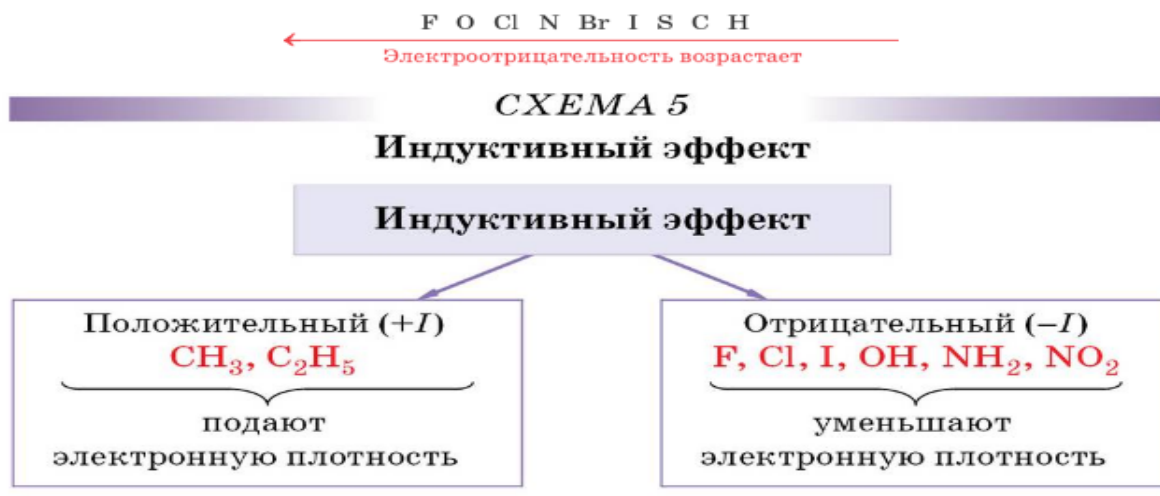 F O Cl N Br I S C H
Электроотрицательность возрастает
СХЕМА 5
Индуктивный эффект
Индуктивный эффект
Положительный (+I)
CH₃, C₂H₅
подают
электронную плотность
Отрицательный (–I)
F, Cl, I, OH, NH₂, NO₂
уменьшают
электронную плотность